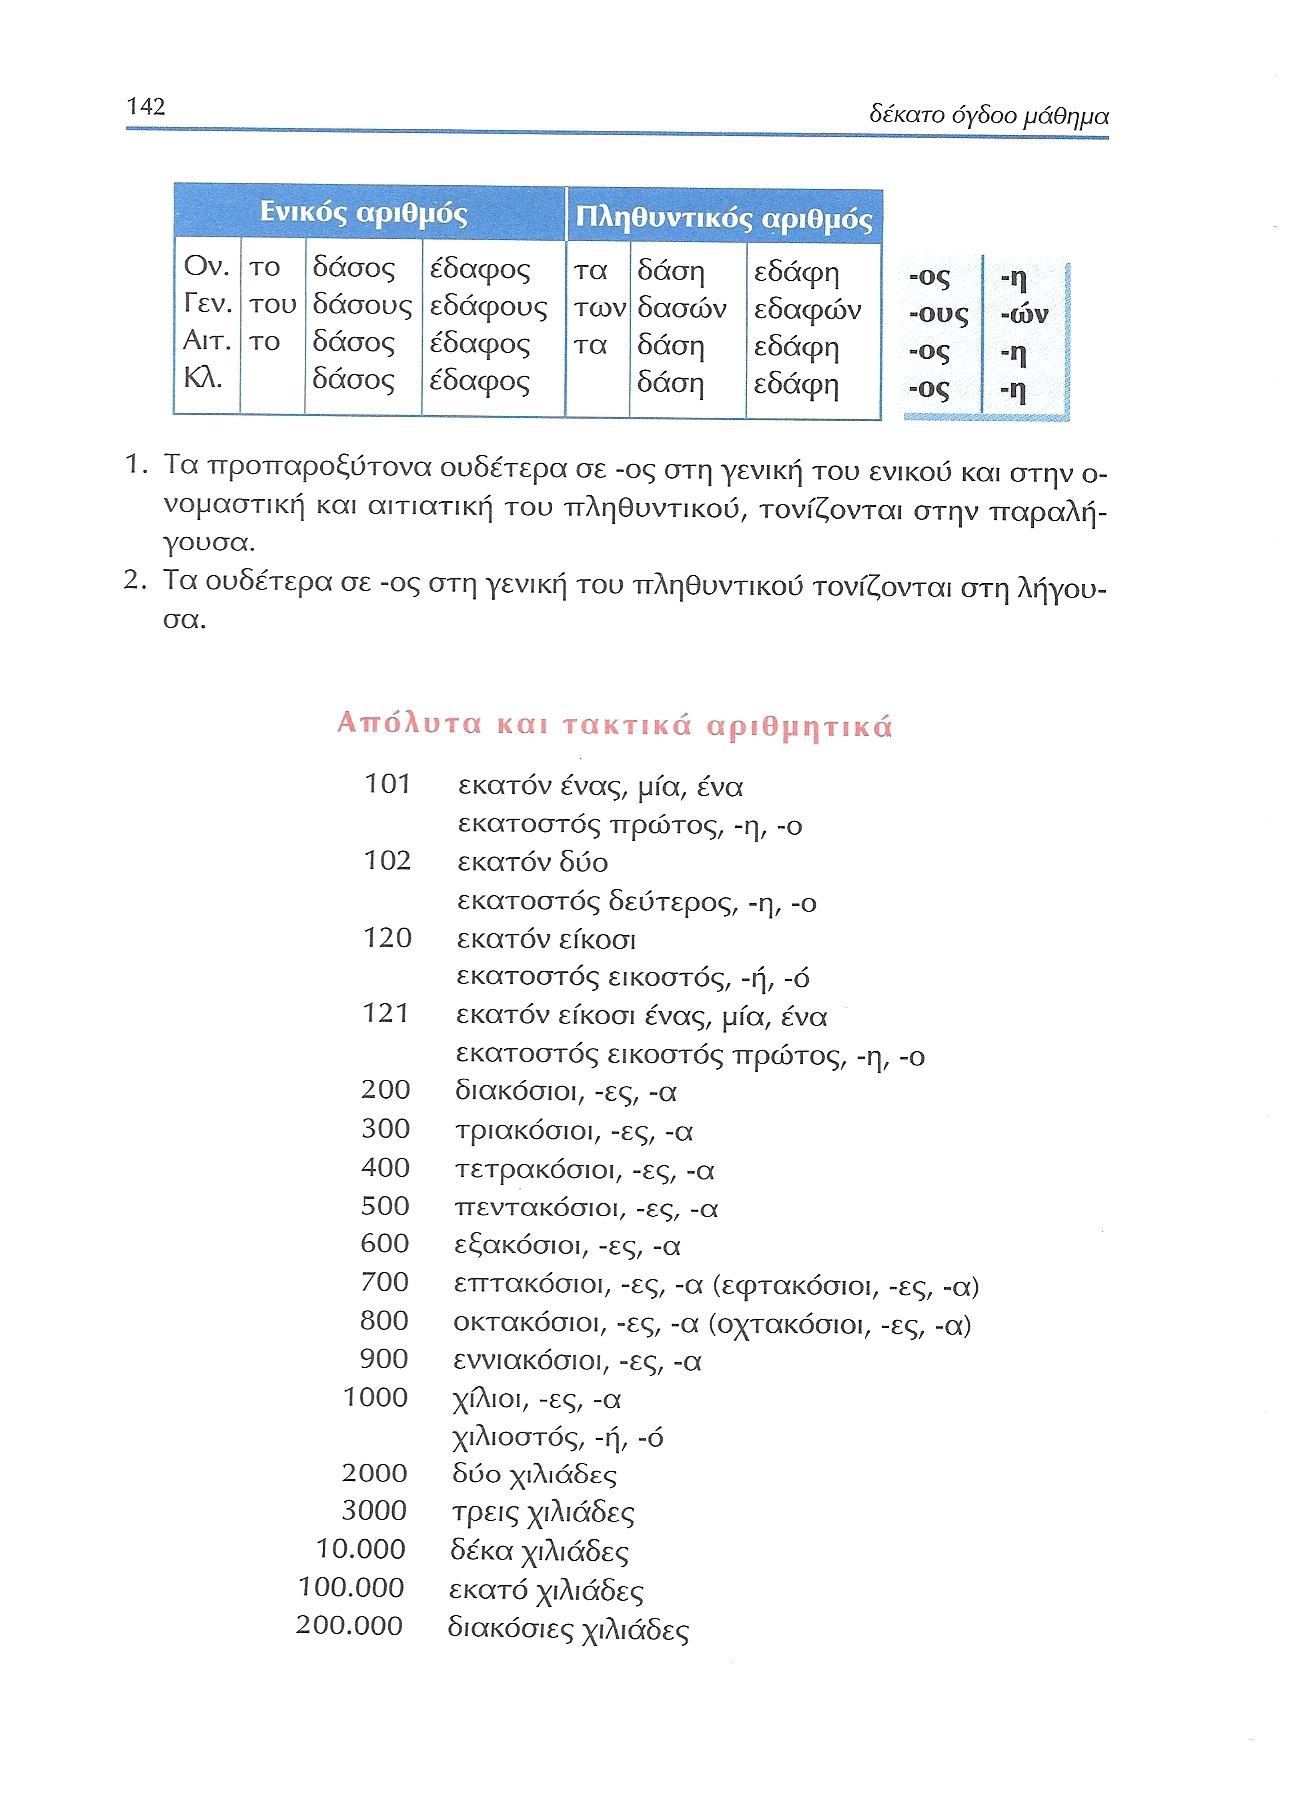 142 δέκατο όγδοο μάθημα
Ενικός αριθμός Πληθυντικός αριθμός
Ον. το δάσος έδαφος τα δάση εδάφη -ος -η
Γεν. του δάσους εδάφους των δασών εδαφών -ους -ών
Αιτ. το δάσος έδαφος τα δάση εδάφη -ος -η
Κλ. δάσος έδαφος δάση εδάφη -ος -η
1. Τα προπαροξύτονα ουδέτερα σε -ος στη γενική του ενικού και στην ο-
νομαστική και αιτιατική του πληθυντικού, τονίζονται στην παραλή-
γουσα.
2. Τα ουδέτερα σε -ος στη γενική του πληθυντικού τονίζονται στη λήγου-
σα.
Απόλυτα και τακτικά αριθμητικά
101 εκατόν ένας, μία, ένα
εκατοστός πρώτος, -η, -ο
102 εκατόν δύο
εκατοστός δεύτερος, -η, -ο
120 εκατόν είκοσι
εκατοστός εικοστός, -ή, -ό
121 εκατόν είκοσι ένας, μία, ένα
εκατοστός εικοστός πρώτος, -η, -ο
200 διακόσιοι, -ες, -α
300 τριακόσιοι, -ες, -α
400 τετρακόσιοι, -ες, -α
500 πεντακόσιοι, -ες, -α
600 εξακόσιοι, -ες, -α
700 επτακόσιοι, -ες, -α (εφτακόσιοι, -ες, -α)
800 οκτακόσιοι, -ες, -α (οχτακόσιοι, -ες, -α)
900 εννιακόσιοι, -ες, -α
1000 χίλιοι, -ες, -α
χιλιοστός, -ή, -ό
2000 δύο χιλιάδες
3000 τρεις χιλιάδες
10.000 δέκα χιλιάδες
100.000 εκατό χιλιάδες
200.000 διακόσιες χιλιάδες